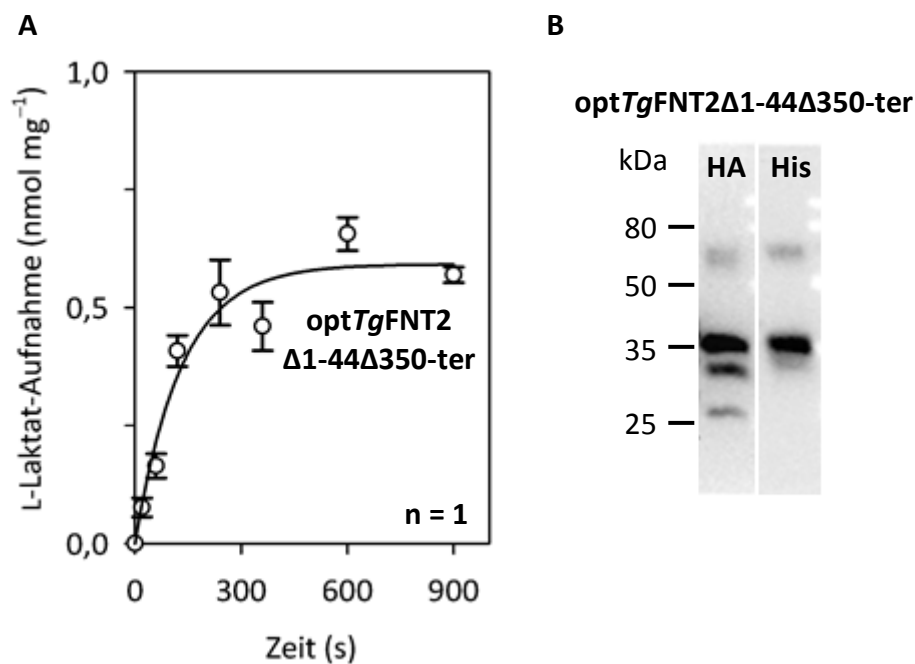 A
L-Laktat-Aufnahme (nmol mg⁻¹)
1,0
0,5
0,0
optTgFNT2
Δ1-44Δ350-ter
n = 1
0 300 600 900
Zeit (s)
B
optTgFNT2Δ1-44Δ350-ter
kDa HA His
80
50
35
25